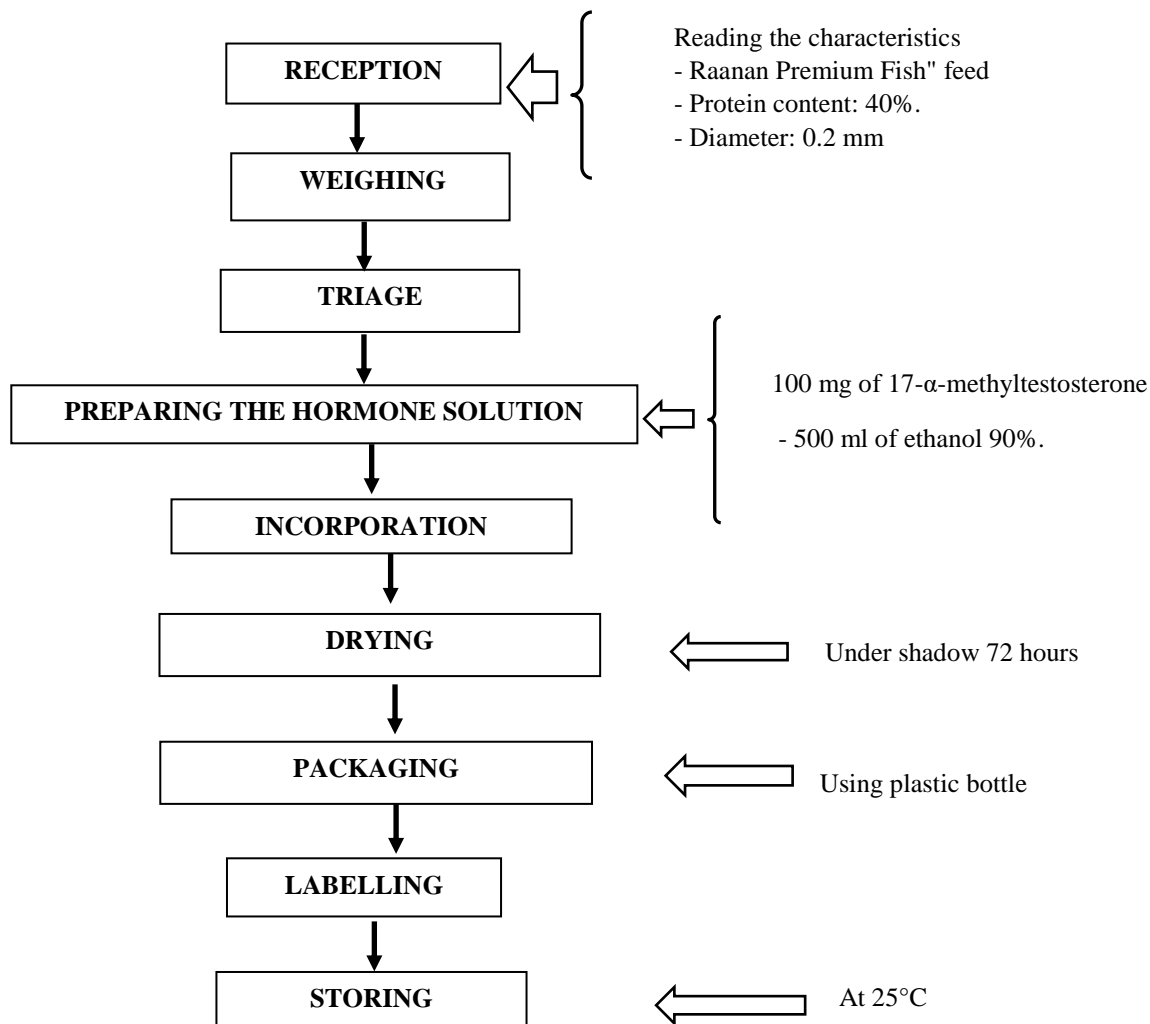 RECEPTION
Reading the characteristics
- Raanan Premium Fish" feed
- Protein content: 40%.
- Diameter: 0.2 mm
WEIGHING
TRIAGE
PREPARING THE HORMONE SOLUTION
100 mg of 17-α-methyltestosterone
- 500 ml of ethanol 90%.
INCORPORATION
DRYING
Under shadow 72 hours
PACKAGING
Using plastic bottle
LABELLING
STORING
At 25°C